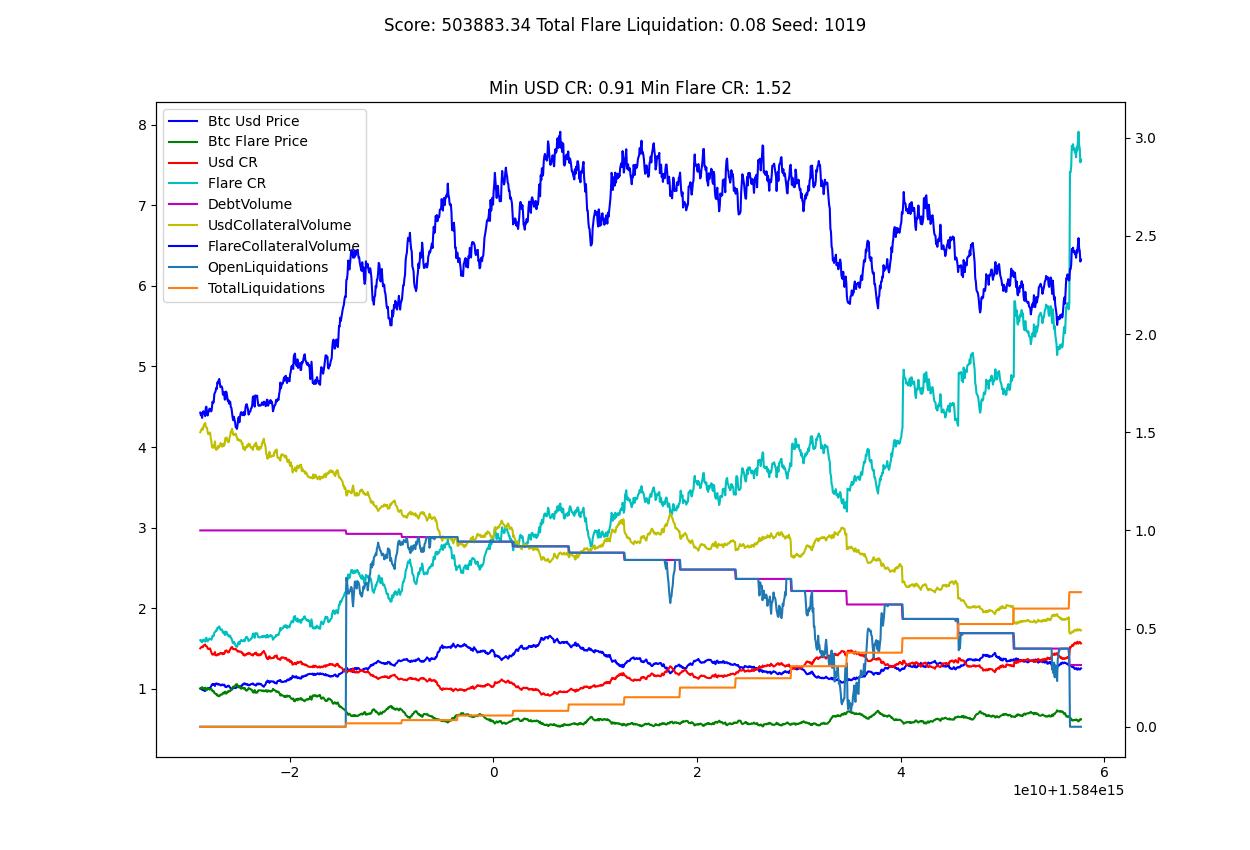 Score: 503883.34 Total Flare Liquidation: 0.08 Seed: 1019
Min USD CR: 0.91 Min Flare CR: 1.52
Btc Usd Price
Btc Flare Price
Usd CR
Flare CR
DebtVolume
UsdCollateralVolume
FlareCollateralVolume
OpenLiquidations
TotalLiquidations
8
7
6
5
4
3
2
1
3.0
2.5
2.0
1.5
1.0
0.5
0.0
−2 0 2 4 6
1e10+1.584e15